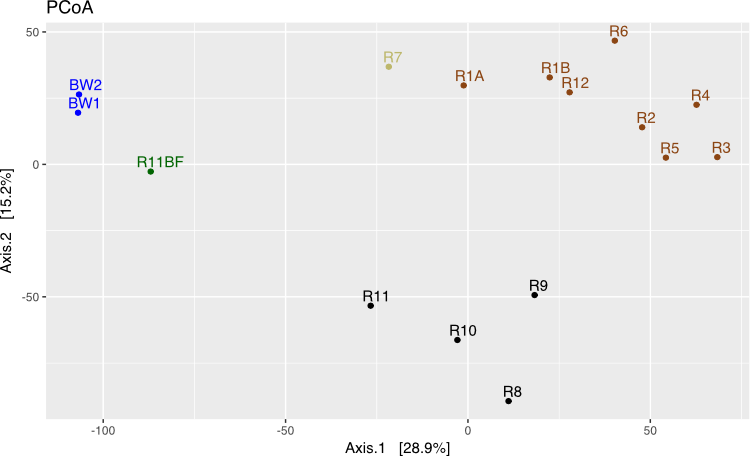 PCoA
50
0
-50
Axis.2 [15.2%]
R6
R7
R1A
R1B
R12
BW2
BW1
R4
R2
R11BF
R5
R3
R9
R11
R10
R8
-100
-50
0
50
Axis.1 [28.9%]